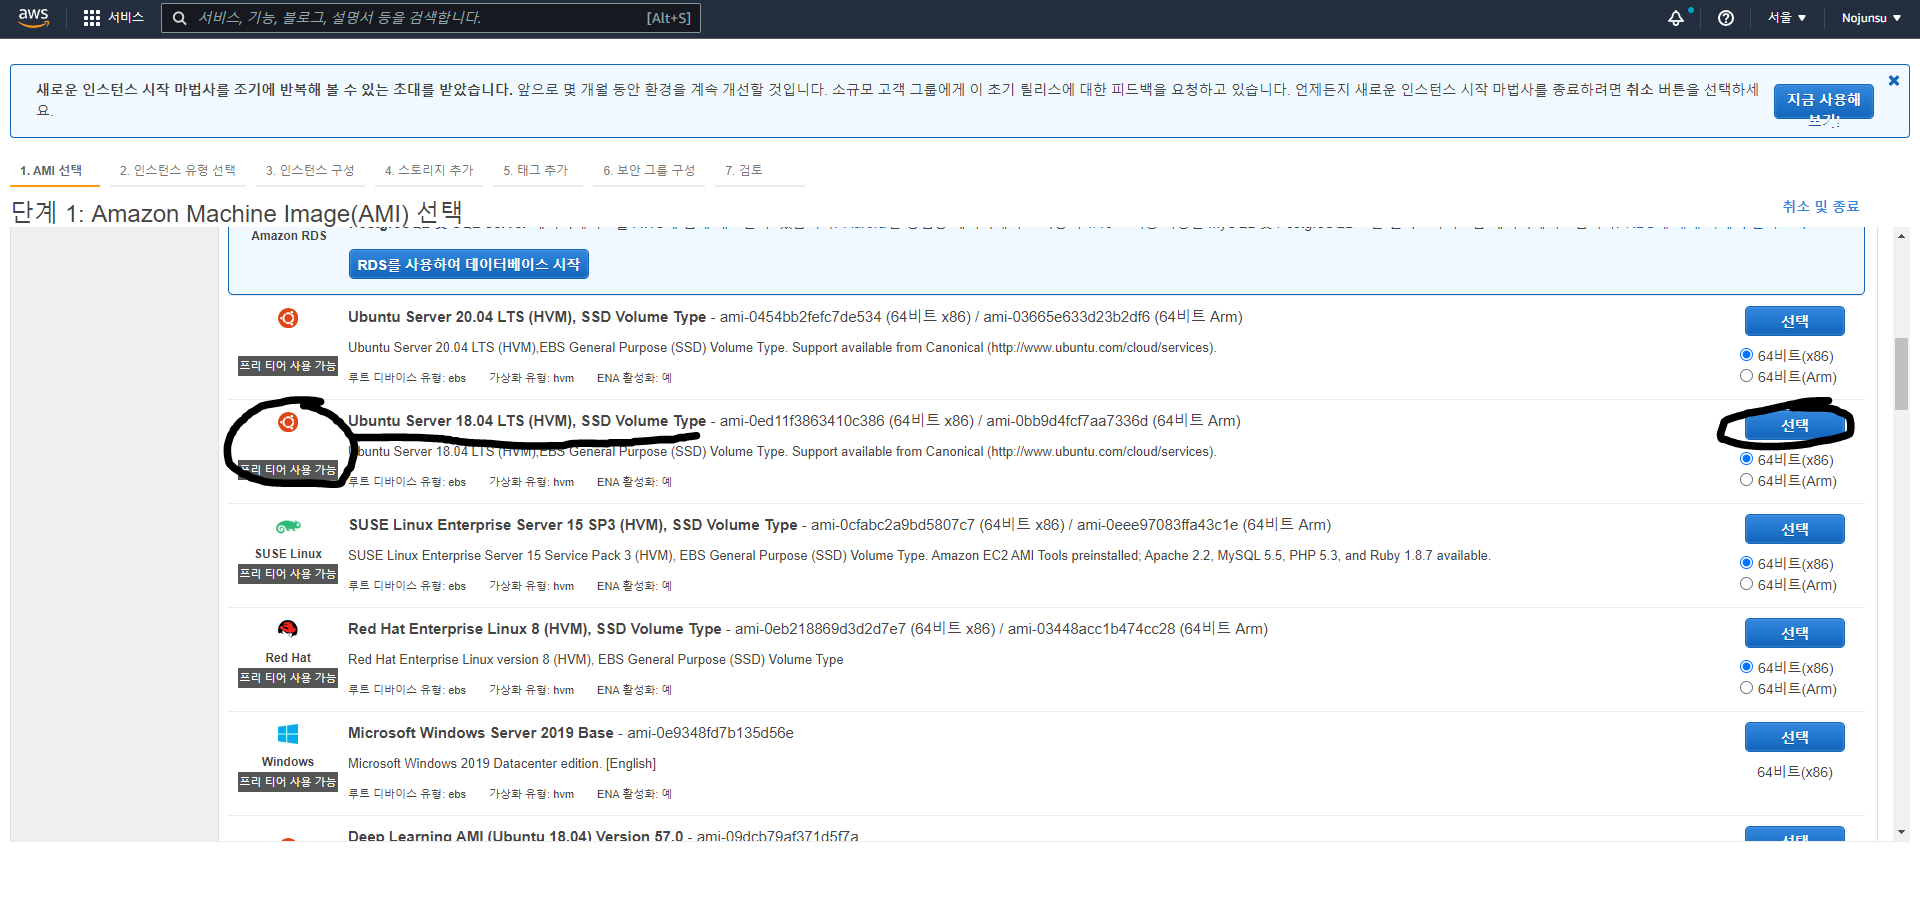 aws
서비스
서비스, 기능, 블로그, 설명서 등을 검색합니다.
[Alt+S]
서울 ▼
Nojunsu ▼
새로운 인스턴스 시작 마법사를 조기에 반복해 볼 수 있는 초대를 받았습니다. 앞으로 몇 개월 동안 환경을 계속 개선할 것입니다. 소규모 고객 그룹에게 이 초기 릴리스에 대한 피드백을 요청하고 있습니다. 언제든지 새로운 인스턴스 시작 마법사를 종료하려면 취소 버튼을 선택하세
요.
지금 사용해
보기!
1. AMI 선택
2. 인스턴스 유형 선택
3. 인스턴스 구성
4. 스토리지 추가
5. 태그 추가
6. 보안 그룹 구성
7. 검토
단계 1: Amazon Machine Image(AMI) 선택
취소 및 종료
Amazon RDS
RDS를 사용하여 데이터베이스 시작
Ubuntu Server 20.04 LTS (HVM), SSD Volume Type - ami-0454bb2fefc7de534 (64비트 x86) / ami-03665e633d23b2df6 (64비트 Arm)
선택
Ubuntu Server 20.04 LTS (HVM),EBS General Purpose (SSD) Volume Type. Support available from Canonical (http://www.ubuntu.com/cloud/services).
64비트(x86)
프리 티어 사용 가능
루트 디바이스 유형: ebs 가상화 유형: hvm ENA 활성화: 예
64비트(Arm)
Ubuntu Server 18.04 LTS (HVM), SSD Volume Type - ami-0ed11f3863410c386 (64비트 x86) / ami-0bb9d4fcf7aa7336d (64비트 Arm)
선택
Ubuntu Server 18.04 LTS (HVM),EBS General Purpose (SSD) Volume Type. Support available from Canonical (http://www.ubuntu.com/cloud/services).
64비트(x86)
프리 티어 사용 가능
루트 디바이스 유형: ebs 가상화 유형: hvm ENA 활성화: 예
64비트(Arm)
SUSE Linux Enterprise Server 15 SP3 (HVM), SSD Volume Type - ami-0cfabc2a9bd5807c7 (64비트 x86) / ami-0eee97083ffa43c1e (64비트 Arm)
선택
SUSE Linux
SUSE Linux Enterprise Server 15 Service Pack 3 (HVM), EBS General Purpose (SSD) Volume Type. Amazon EC2 AMI Tools preinstalled; Apache 2.2, MySQL 5.5, PHP 5.3, and Ruby 1.8.7 available.
64비트(x86)
프리 티어 사용 가능
루트 디바이스 유형: ebs 가상화 유형: hvm ENA 활성화: 예
64비트(Arm)
Red Hat Enterprise Linux 8 (HVM), SSD Volume Type - ami-0eb218869d3d2d7e7 (64비트 x86) / ami-03448acc1b474cc28 (64비트 Arm)
선택
Red Hat
Red Hat Enterprise Linux version 8 (HVM), EBS General Purpose (SSD) Volume Type
64비트(x86)
프리 티어 사용 가능
루트 디바이스 유형: ebs 가상화 유형: hvm ENA 활성화: 예
64비트(Arm)
Microsoft Windows Server 2019 Base - ami-0e9348fd7b135d56e
선택
Windows
Microsoft Windows 2019 Datacenter edition. [English]
64비트(x86)
프리 티어 사용 가능
루트 디바이스 유형: ebs 가상화 유형: hvm ENA 활성화: 예
Deep Learning AMI (Ubuntu 18.04) Version 57.0 - ami-09dcb79af371d5f7a
선택